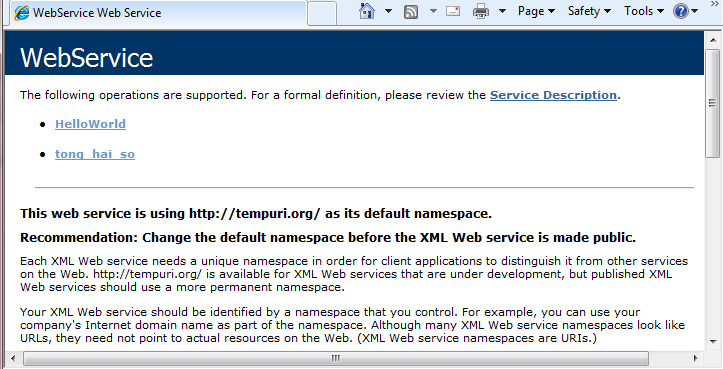 WebService Web Service
Page
Safety
Tools
WebService
The following operations are supported. For a formal definition, please review the Service Description.
HelloWorld
tong_hai_so
This web service is using http://tempuri.org/ as its default namespace.
Recommendation: Change the default namespace before the XML Web service is made public.
Each XML Web service needs a unique namespace in order for client applications to distinguish it from other services
on the Web. http://tempuri.org/ is available for XML Web services that are under development, but published XML
Web services should use a more permanent namespace.
Your XML Web service should be identified by a namespace that you control. For example, you can use your
company's Internet domain name as part of the namespace. Although many XML Web service namespaces look like
URLs, they need not point to actual resources on the Web. (XML Web service namespaces are URIs.)